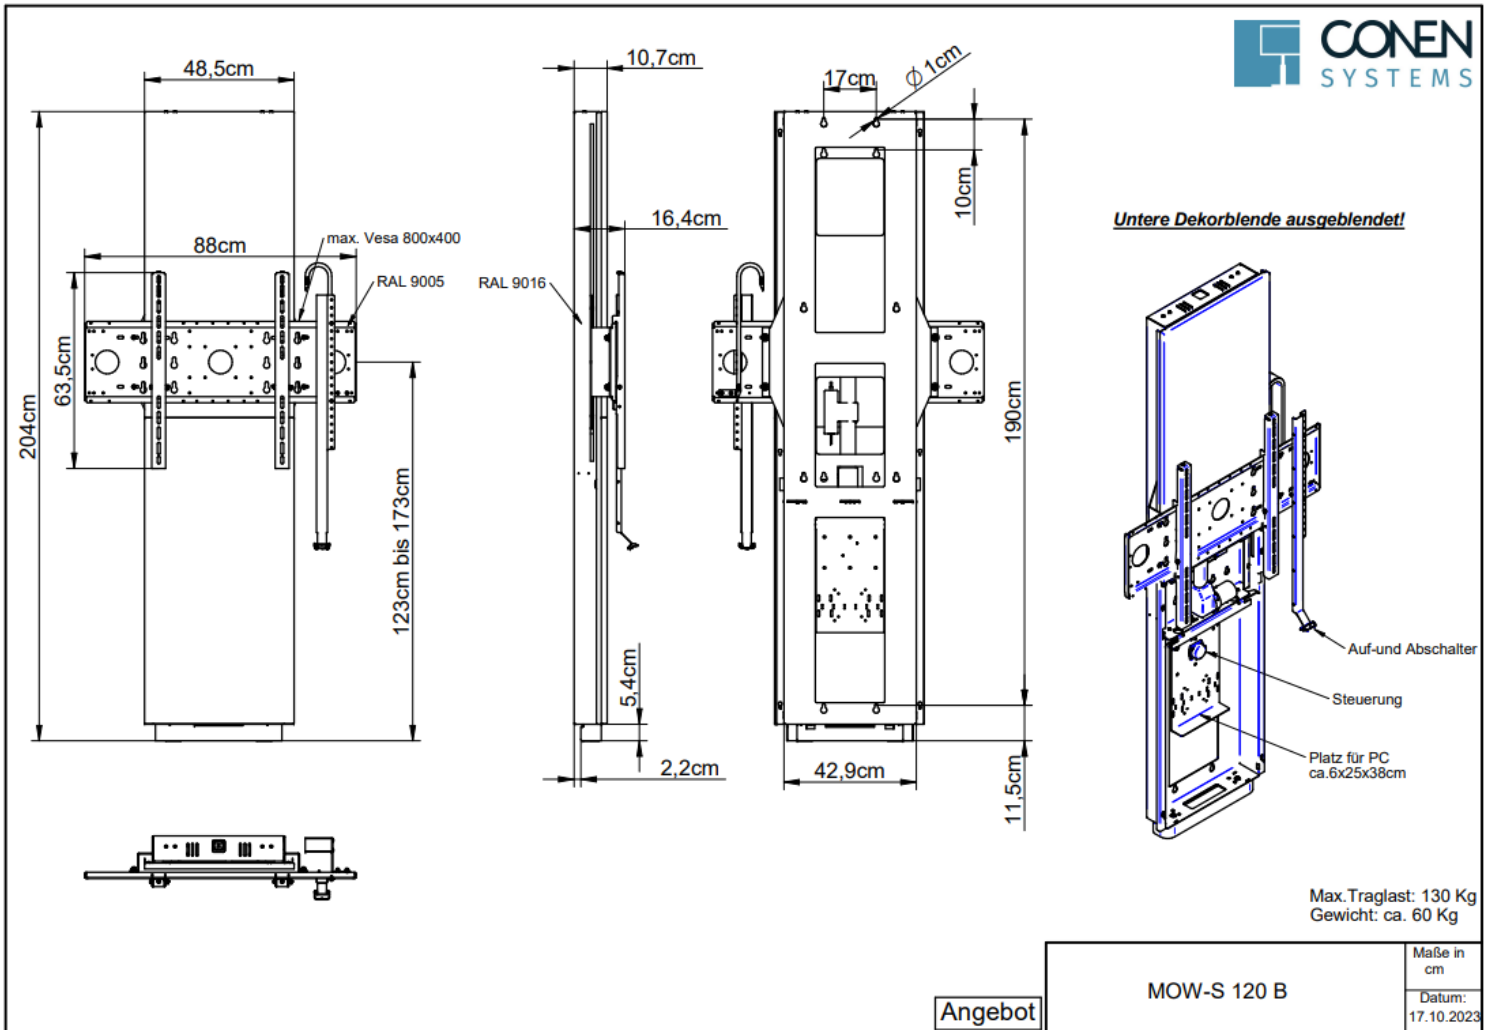 CONEN
SYSTEMS
48,5cm
10,7cm
17cm
Ø 1cm
10cm
16,4cm
Untere Dekorblende ausgeblendet!
max. Vesa 800x400
88cm
RAL 9005
RAL 9016
63,5cm
204cm
190cm
123cm bis 173cm
5,4cm
Auf-und Abschalter
Steuerung
Platz für PC
ca.6x25x38cm
2,2cm
42,9cm
11,5cm
Max.Traglast: 130 Kg
Gewicht: ca. 60 Kg
Maße in
cm
MOW-S 120 B
Angebot
Datum:
17.10.2023